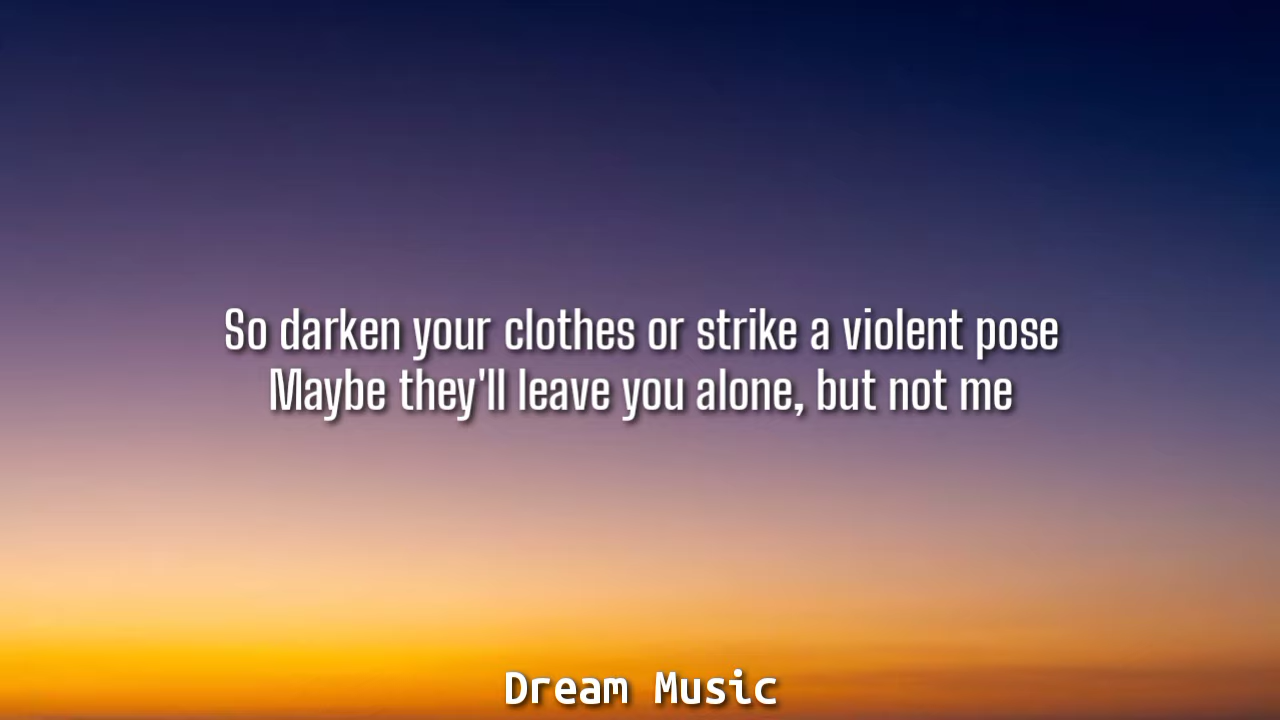 So darken your clothes or strike a violent pose
Maybe they'll leave you alone, but not me
Dream Music